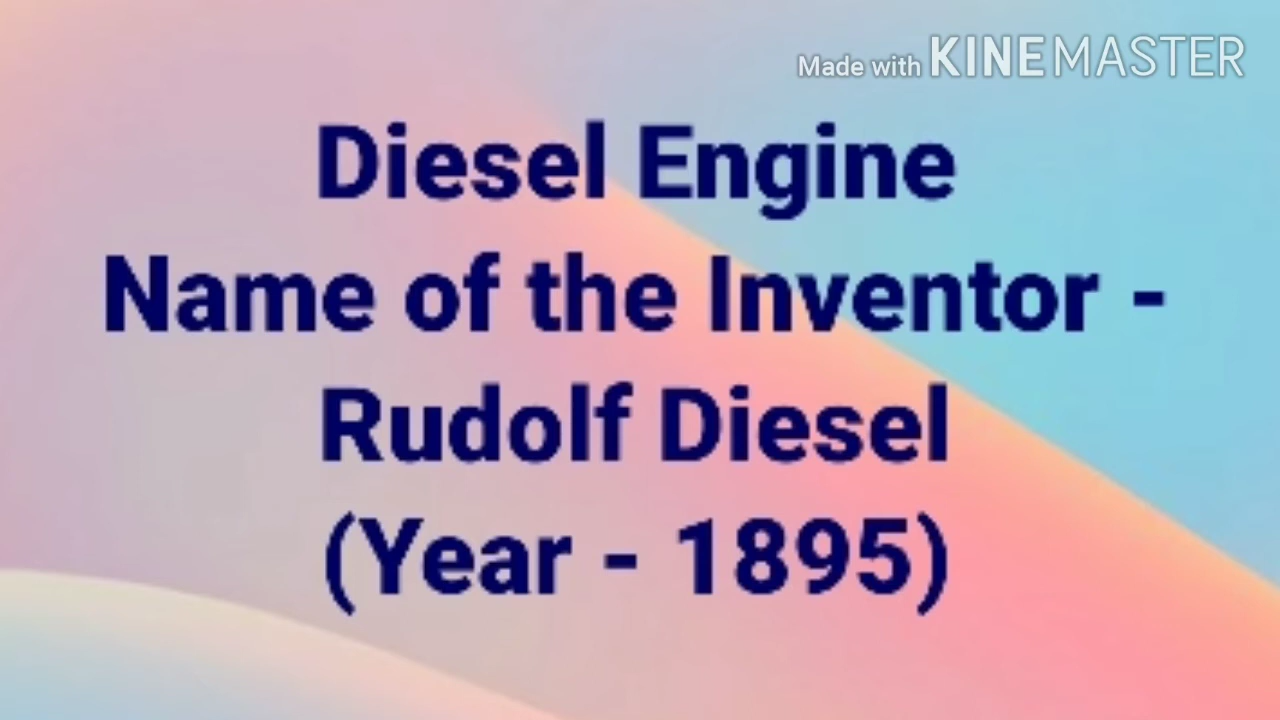 Made with KINEMASTER
Diesel Engine
Name of the Inventor -
Rudolf Diesel
(Year - 1895)